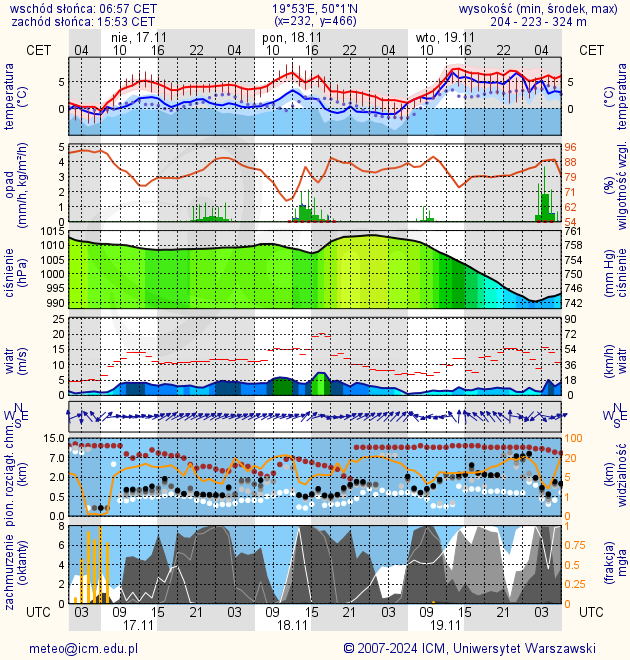 wschód słońca: 06:57 CET 19°53'E, 50°1'N wysokość (min, środek, max)
zachód słońca: 15:53 CET (x=232, y=466) 204 - 223 - 324 m
nie, 17.11 pon, 18.11 wto, 19.11
CET 04 10 16 22 04 10 16 22 04 10 16 22 04 CET
temperatura (°C) 5 0 5 0 (°C) temperatura
opad (mm/h, kg/m²/h) 5 4 3 2 1 0 96 88 79 71 62 54 (%) wilgotność wzgl.
ciśnienie (hPa) 1015 1010 1005 1000 995 990 761 758 754 750 746 742 (mm Hg) ciśnienie
wiatr (m/s) 25 20 15 10 5 0 90 72 54 36 18 0 (km/h) wiatr
N W E S N W E S
pion. rozciągł. chm. (km) 15.0 7.0 2.0 0.5 0.0 100 20 6 1 0 (km) widzialność
zachmurzenie (oktanty) 8 6 4 2 0 1 0.75 0.5 0.25 0 (frakcja) mgła
UTC 03 09 15 21 03 09 15 21 03 09 15 21 03 UTC
17.11 18.11 19.11
meteo@icm.edu.pl © 2007-2024 ICM, Uniwersytet Warszawski